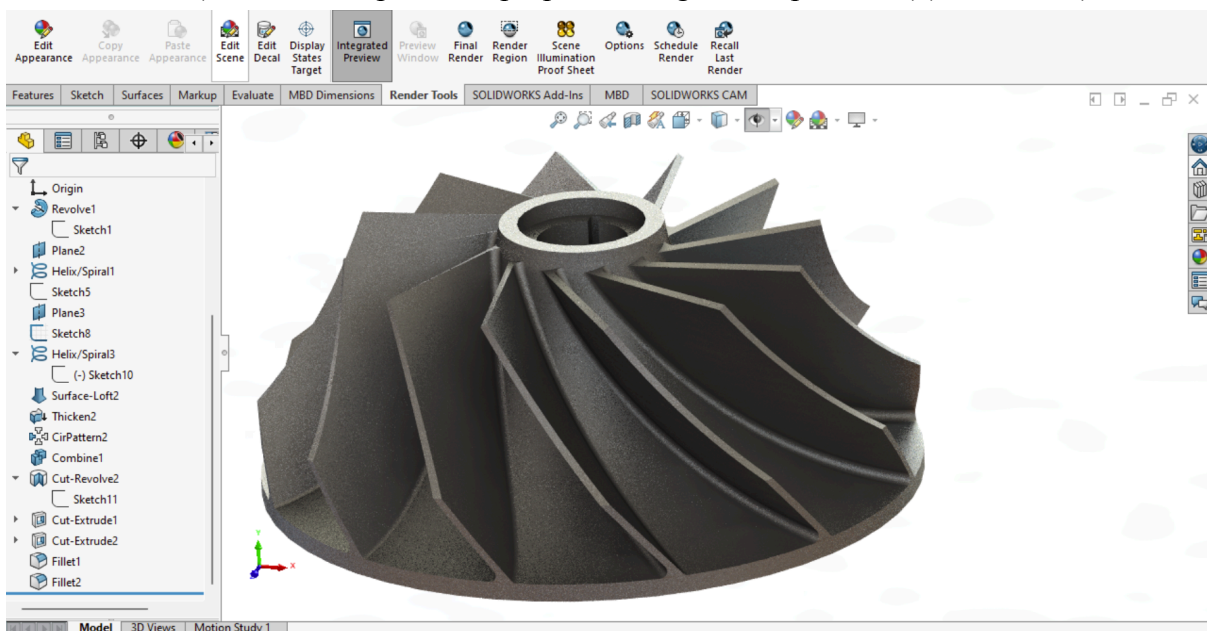 Edit Appearance
Copy Appearance
Paste Appearance
Edit Scene
Edit Decal
Display States Target
Integrated Preview
Preview Window
Final Render
Render Region
Scene Illumination Proof Sheet
Options
Schedule Render
Recall Last Render
Features
Sketch
Surfaces
Markup
Evaluate
MBD Dimensions
Render Tools
SOLIDWORKS Add-Ins
MBD
SOLIDWORKS CAM
Origin
Revolve1
Sketch1
Plane2
Helix/Spiral1
Sketch5
Plane3
Sketch8
Helix/Spiral3
(-) Sketch10
Surface-Loft2
Thicken2
CirPattern2
Combine1
Cut-Revolve2
Sketch11
Cut-Extrude1
Cut-Extrude2
Fillet1
Fillet2
Y
X
Model
3D Views
Motion Study 1